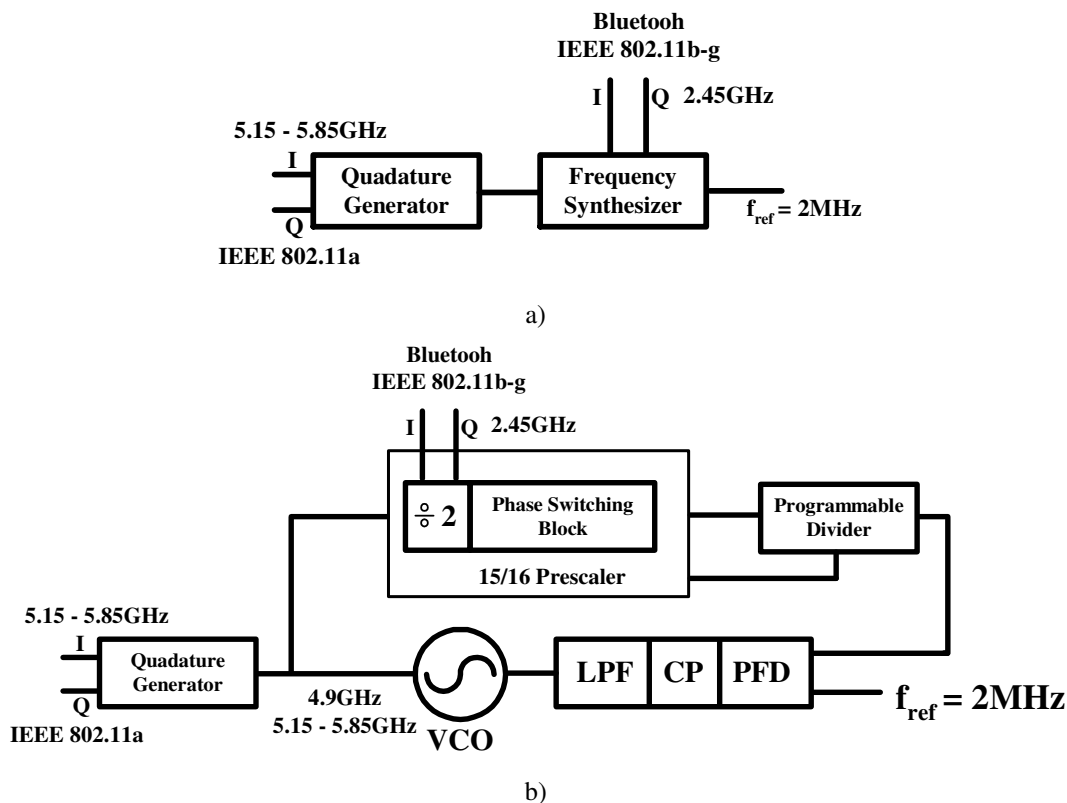 Bluetooh
IEEE 802.11b-g
I
Q 2.45GHz
5.15 - 5.85GHz
I
Quadature
Generator
Frequency
Synthesizer
f_ref = 2MHz
Q
IEEE 802.11a
a)
Bluetooh
IEEE 802.11b-g
I
Q 2.45GHz
÷ 2
Phase Switching
Block
15/16 Prescaler
Programmable
Divider
5.15 - 5.85GHz
I
Quadature
Generator
Q
IEEE 802.11a
4.9GHz
5.15 - 5.85GHz
VCO
LPF CP PFD
f_ref = 2MHz
b)